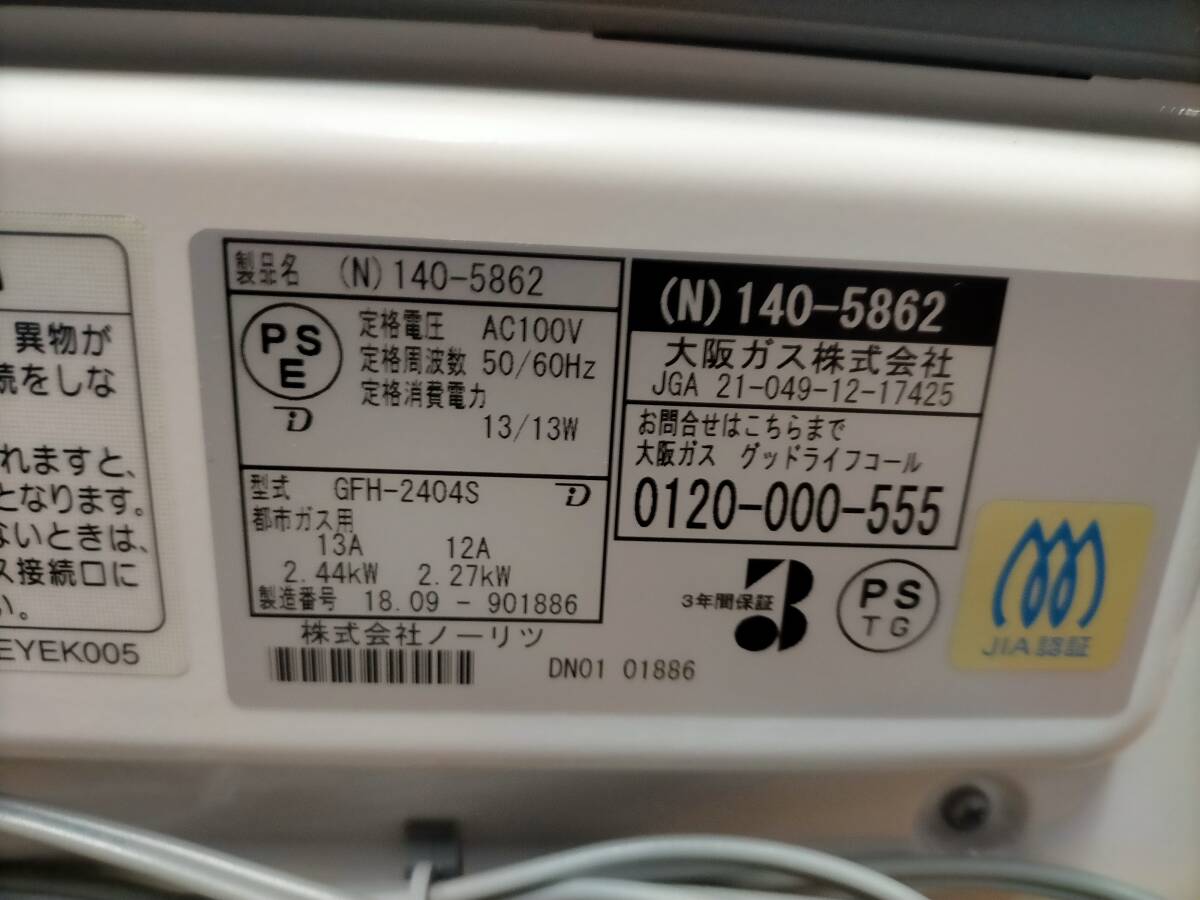 異物が
続をしな
れますと、
となります。
ないときは、
ス接続口に
い。
EYEK005
製品名 (N) 140-5862
PS
E
定格電圧 AC100V
定格周波数 50/60Hz
定格消費電力
13/13W
型式 GFH-2404S
都市ガス用
13A 12A
2.44kW 2.27kW
製造番号 18.09 - 901886
株式会社ノーリツ
DN01 01886
(N) 140-5862
大阪ガス株式会社
JGA 21-049-12-17425
お問合せはこちらまで
大阪ガス グッドライフコール
0120-000-555
3年間保証
PS
TG
JIA認証